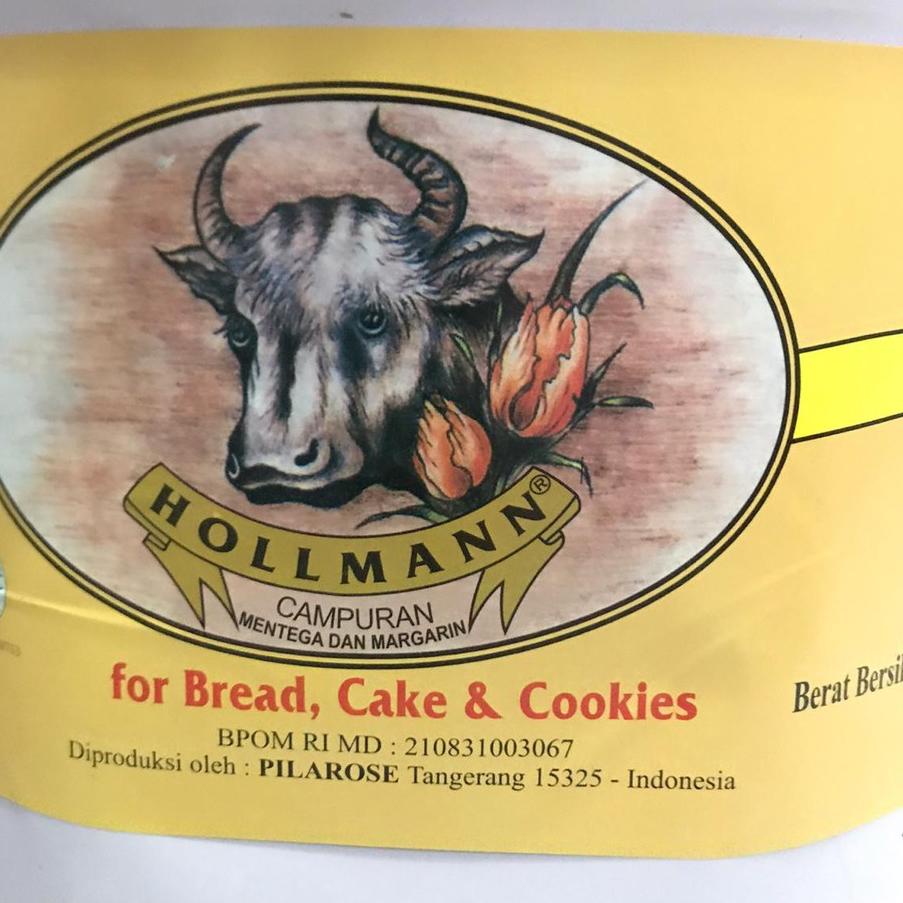 HOLLMANN®
CAMPURAN
MENTEGA DAN MARGARIN
for Bread, Cake & Cookies
BPOM RI MD : 210831003067
Diproduksi oleh : PILAROSE Tangerang 15325 - Indonesia
Berat